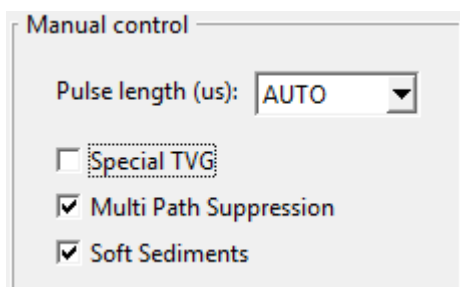 Manual control
Pulse length (us): AUTO
Special TVG
Multi Path Suppression
Soft Sediments